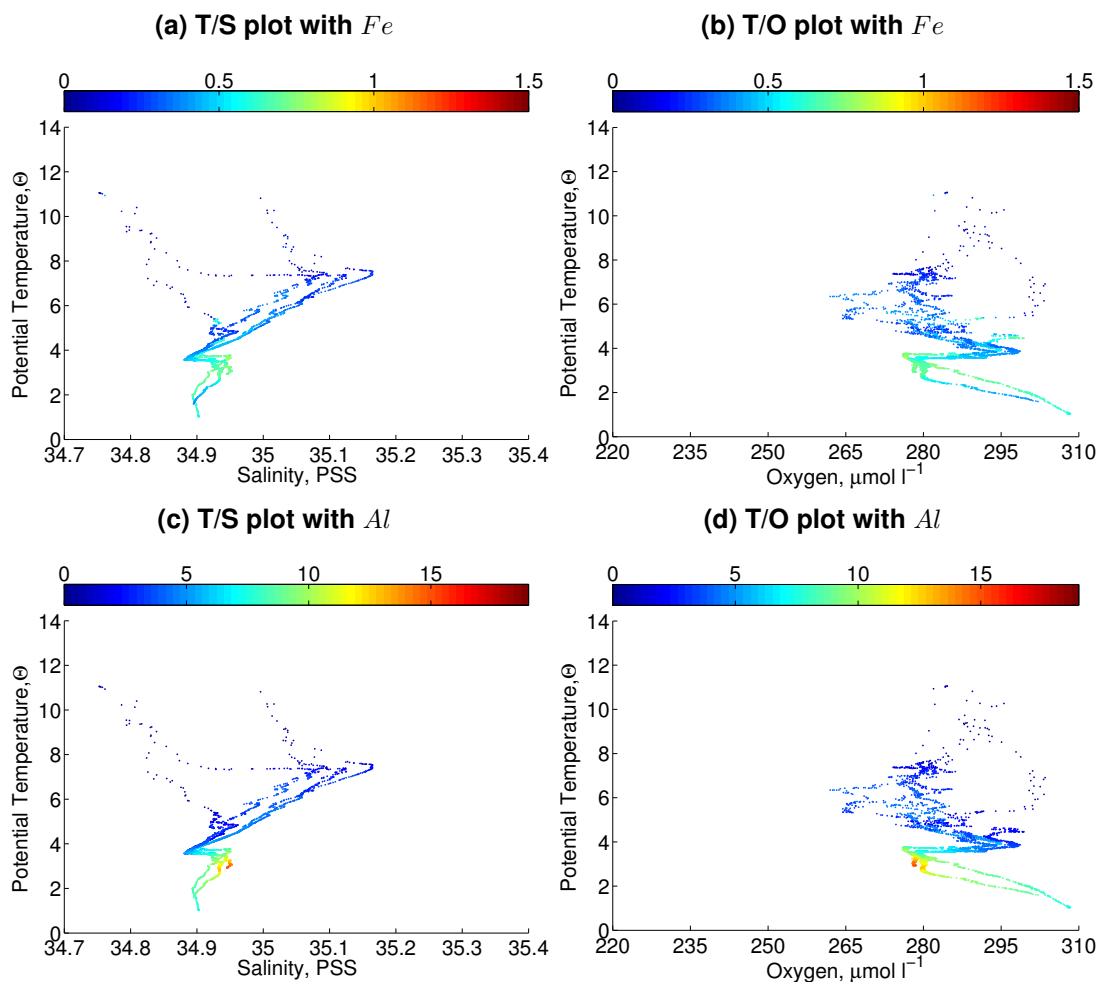 (a) T/S plot with Fe
0 0.5 1 1.5
14
12
10
8
6
4
2
0
Potential Temperature,Θ
34.7 34.8 34.9 35 35.1 35.2 35.3 35.4
Salinity, PSS
(b) T/O plot with Fe
0 0.5 1 1.5
14
12
10
8
6
4
2
0
Potential Temperature,Θ
220 235 250 265 280 295 310
Oxygen, μmol l⁻¹
(c) T/S plot with Al
0 5 10 15
14
12
10
8
6
4
2
0
Potential Temperature,Θ
34.7 34.8 34.9 35 35.1 35.2 35.3 35.4
Salinity, PSS
(d) T/O plot with Al
0 5 10 15
14
12
10
8
6
4
2
0
Potential Temperature,Θ
220 235 250 265 280 295 310
Oxygen, μmol l⁻¹